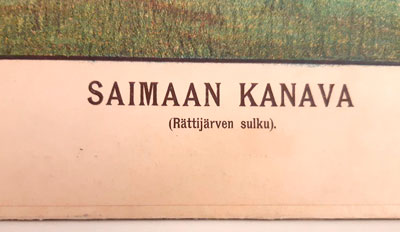 SAIMAAN KANAVA
(Rättijärven sulku).